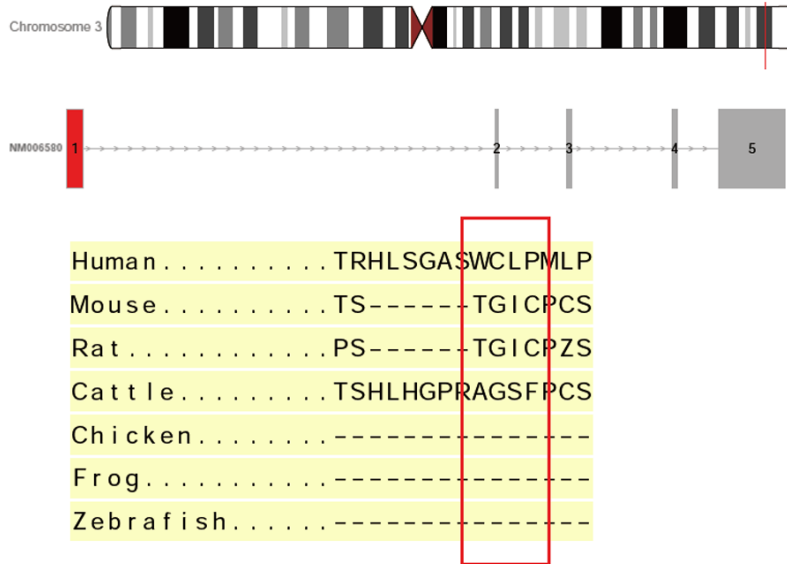 Chromosome 3
NM006580 1 2 3 4 5
Human..........TRHLSGASWCLPMLP
Mouse..........TS------TGICPCS
Rat...........PS------TGICPZS
Cattle.........TSHLHGPRAGSFPCS
Chicken........---------------
Frog...........---------------
Zebrafish......---------------